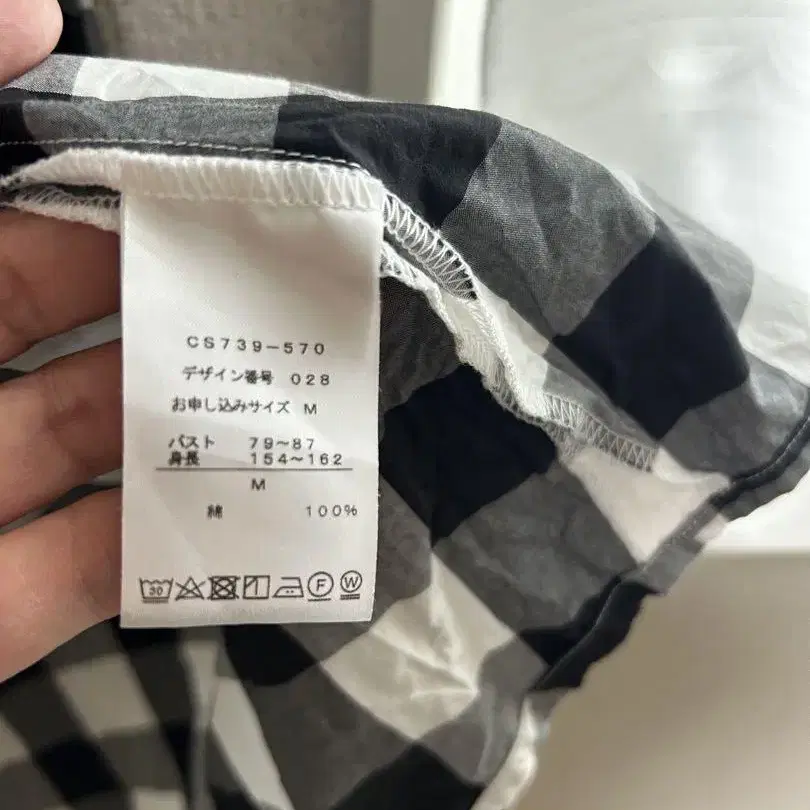 CS739-570
デザイン番号 028
お申し込みサイズ M
バスト 79〜87
身長 154〜162
M
綿 100%
30 F W